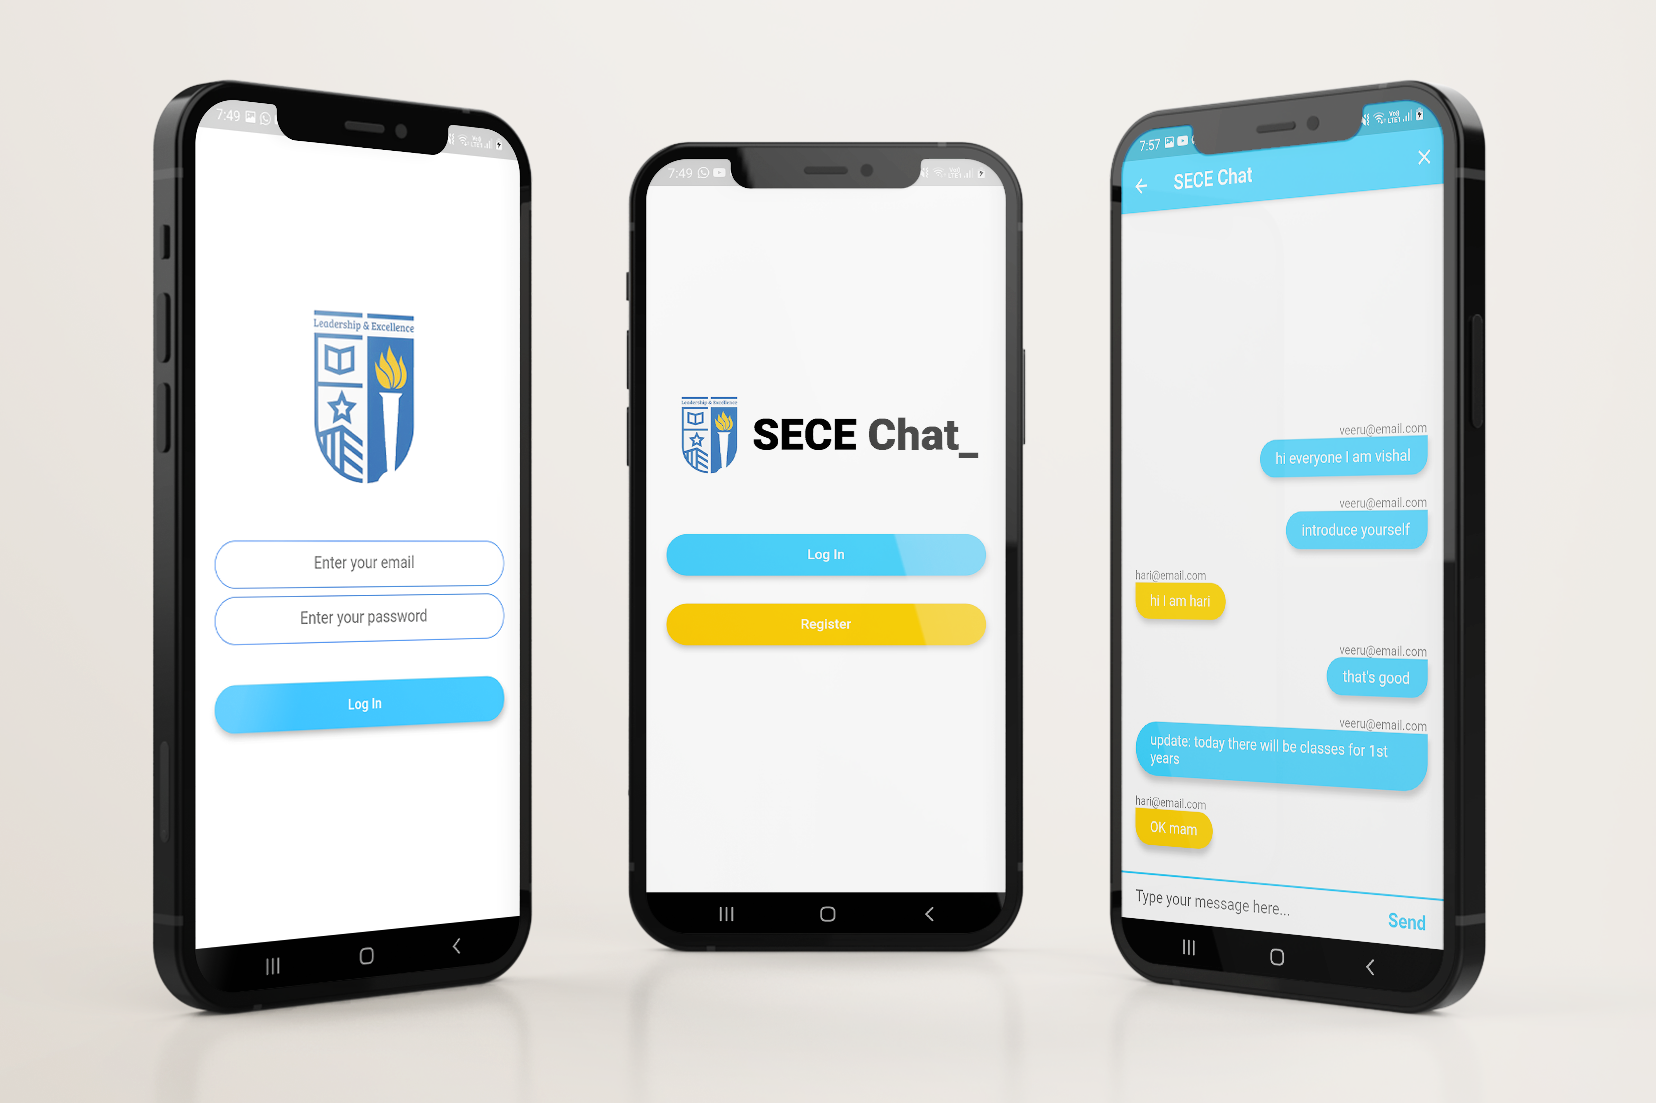 7:49
Leadership & Excellence
Enter your email
Enter your password
Log In
7:49
Leadership & Excellence
SECE Chat_
Log In
Register
7:57
SECE Chat
veeru@email.com
hi everyone I am vishal
veeru@email.com
introduce yourself
hari@email.com
hi I am hari
veeru@email.com
that's good
veeru@email.com
update: today there will be classes for 1st
years
hari@email.com
OK mam
Type your message here...
Send